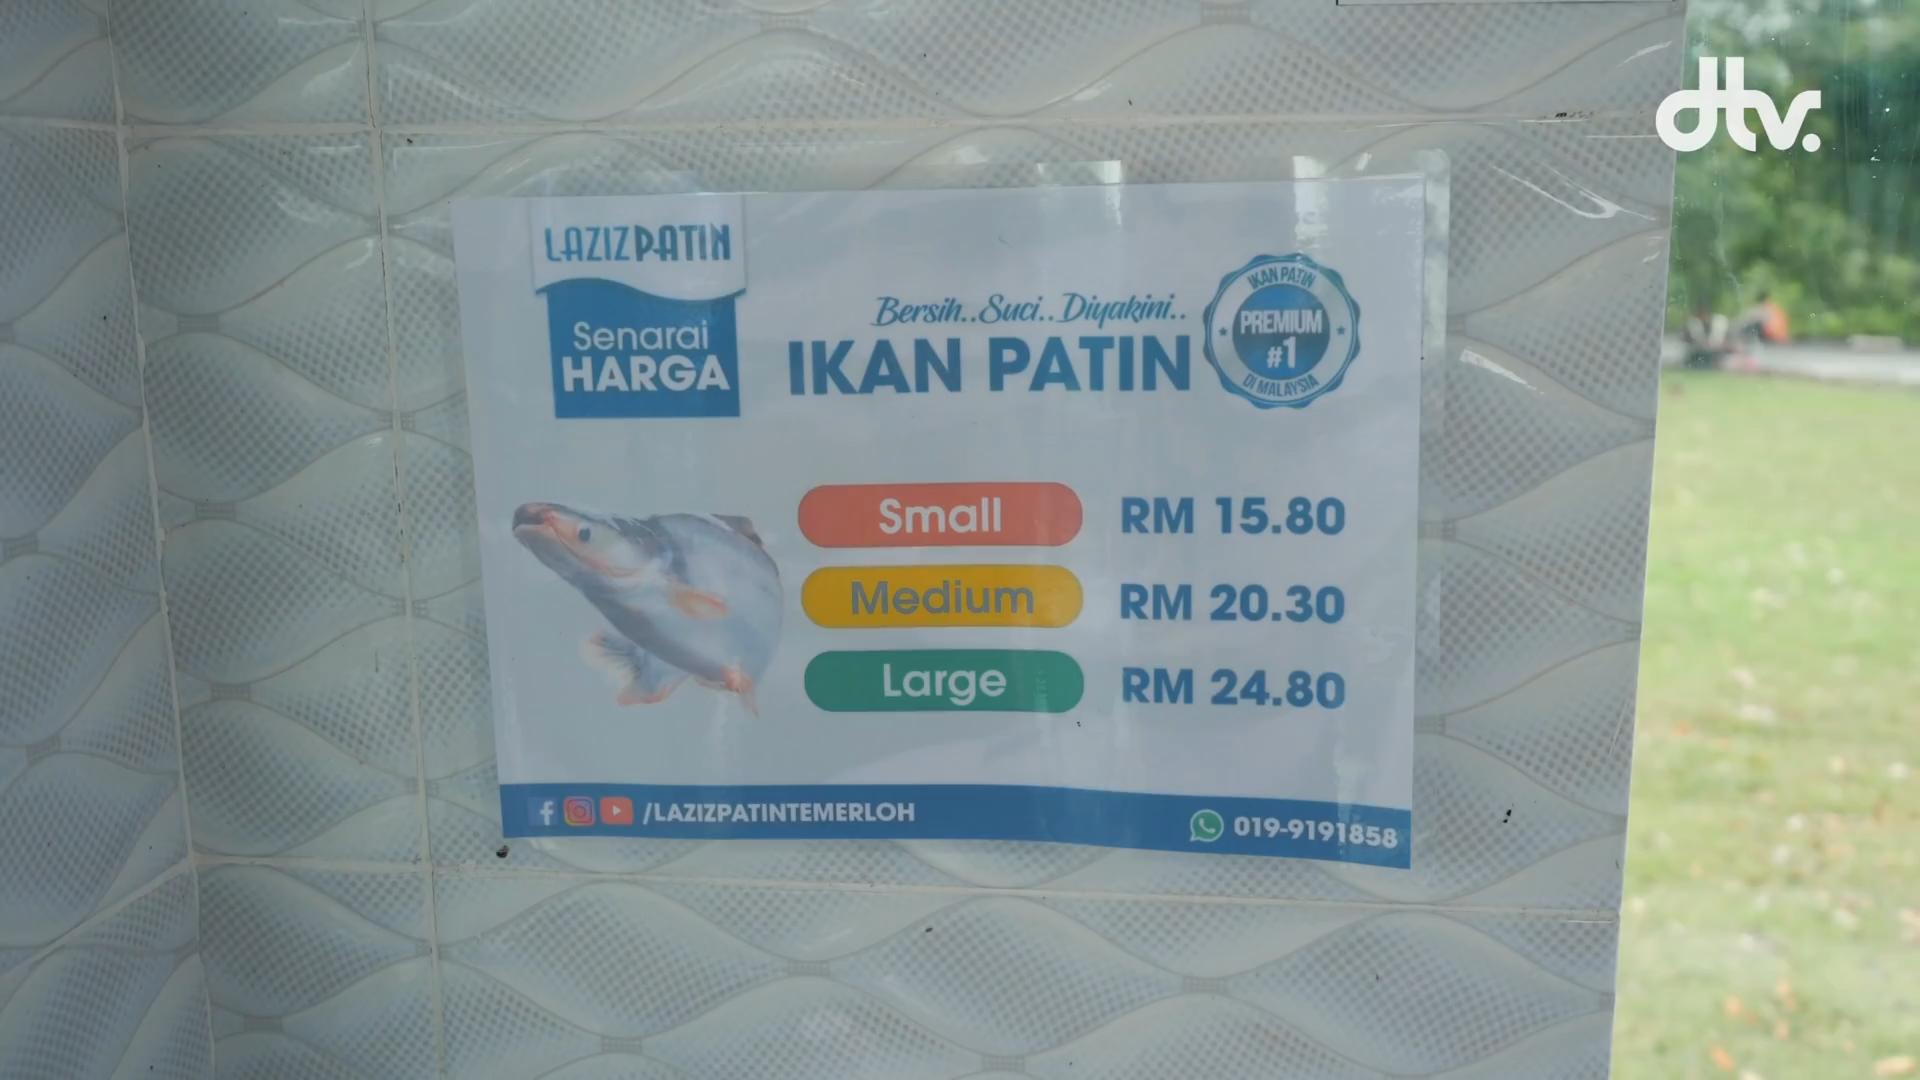 dtv.
LAZIZPATIN
Senarai
HARGA
Bersih..Suci..Diyakini..
IKAN PATIN
IKAN PATIN
PREMIUM
#1
DI MALAYSIA
Small RM 15.80
Medium RM 20.30
Large RM 24.80
/LAZIZPATINTEMERLOH
019-9191858